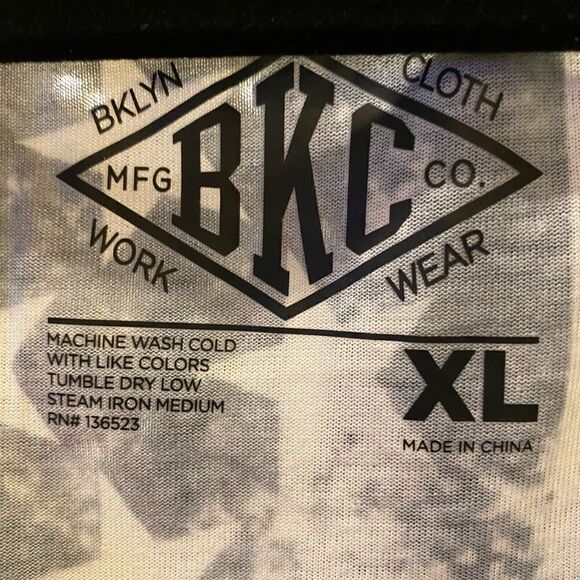 BKLYN CLOTH
MFG BKC CO.
WORK WEAR
MACHINE WASH COLD
WITH LIKE COLORS
TUMBLE DRY LOW
STEAM IRON MEDIUM
RN# 136523
XL
MADE IN CHINA